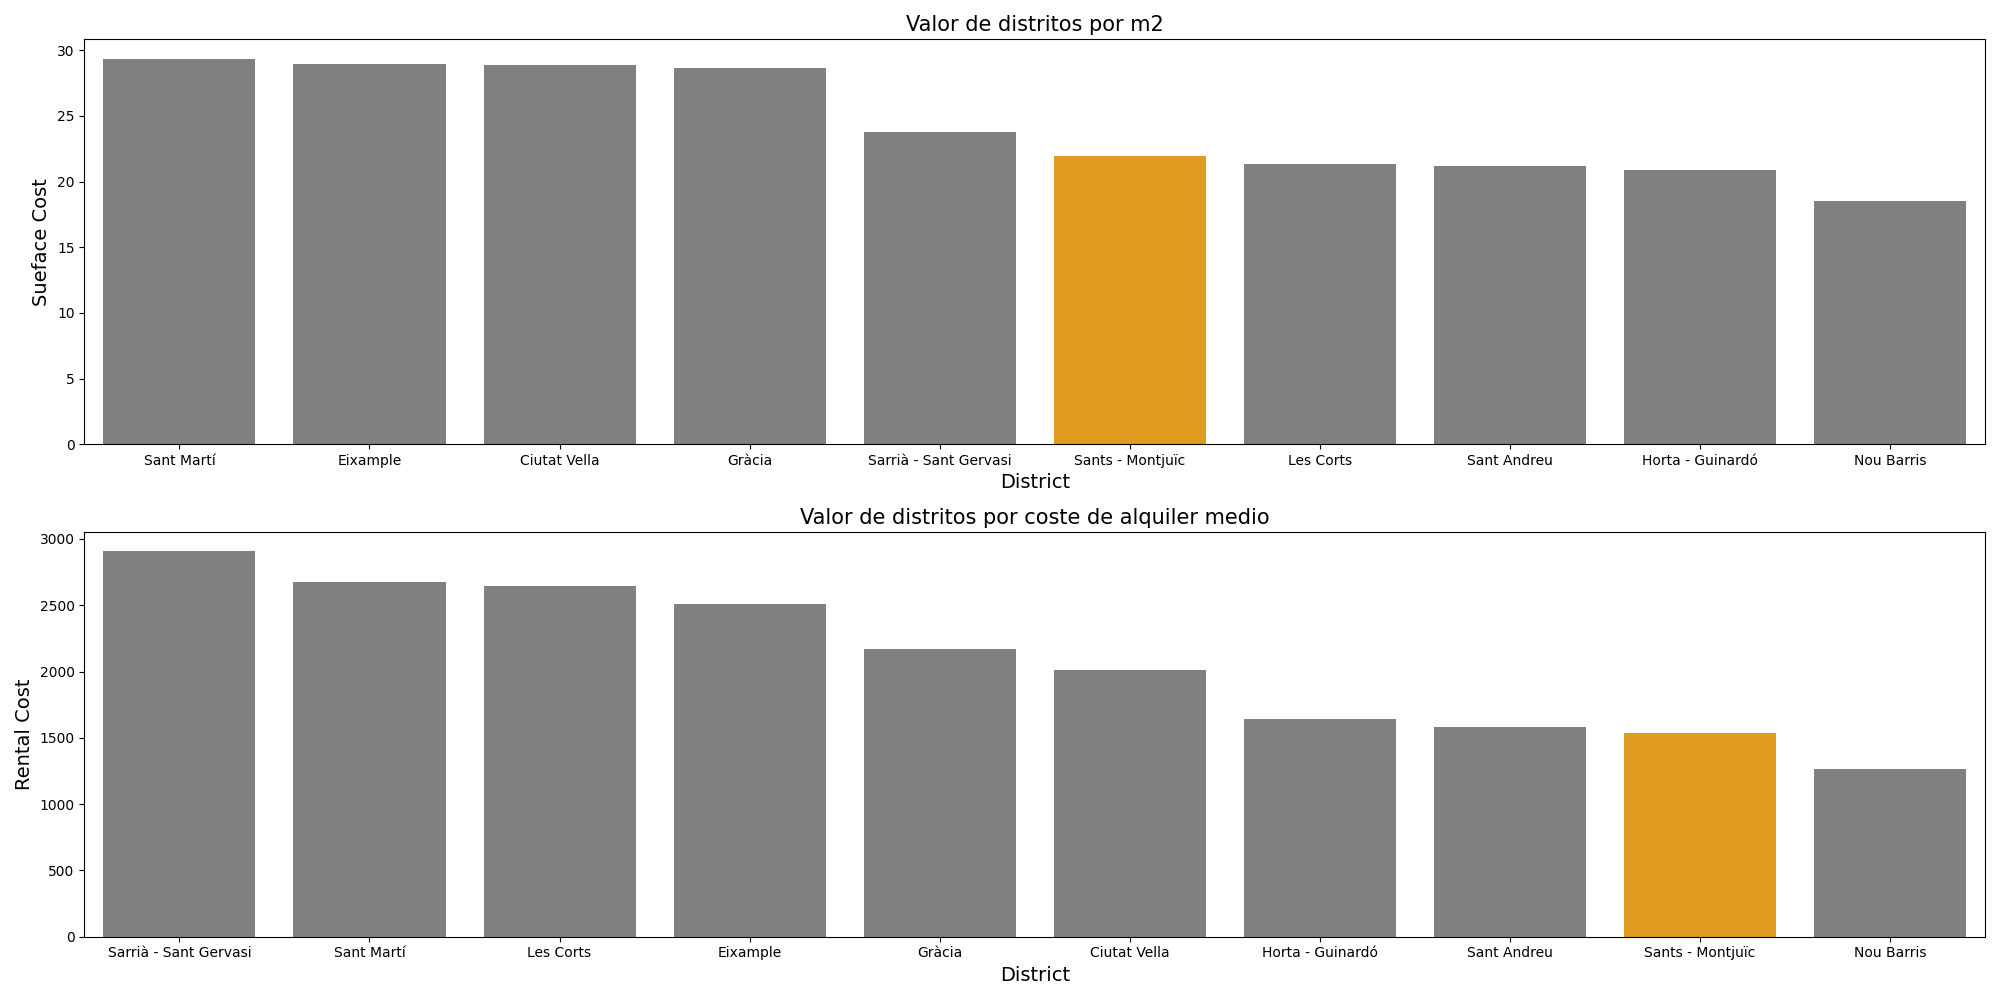 Valor de distritos por m2
Sueface Cost
30
25
20
15
10
5
0
Sant Martí Eixample Ciutat Vella Gràcia Sarrià - Sant Gervasi Sants - Montjuïc Les Corts Sant Andreu Horta - Guinardó Nou Barris
District
Valor de distritos por coste de alquiler medio
Rental Cost
3000
2500
2000
1500
1000
500
0
Sarrià - Sant Gervasi Sant Martí Les Corts Eixample Gràcia Ciutat Vella Horta - Guinardó Sant Andreu Sants - Montjuïc Nou Barris
District